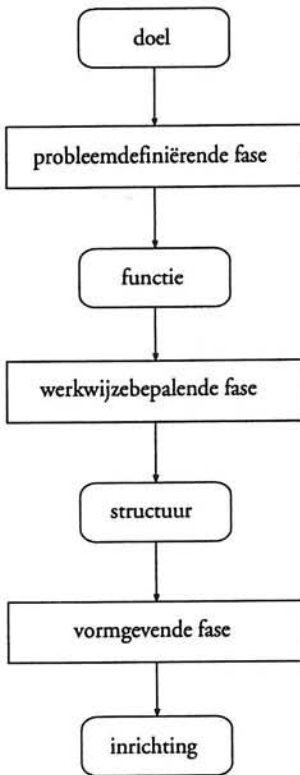 doel
probleemdefiniërende fase
functie
werkwijzebepalende fase
structuur
vormgevende fase
inrichting